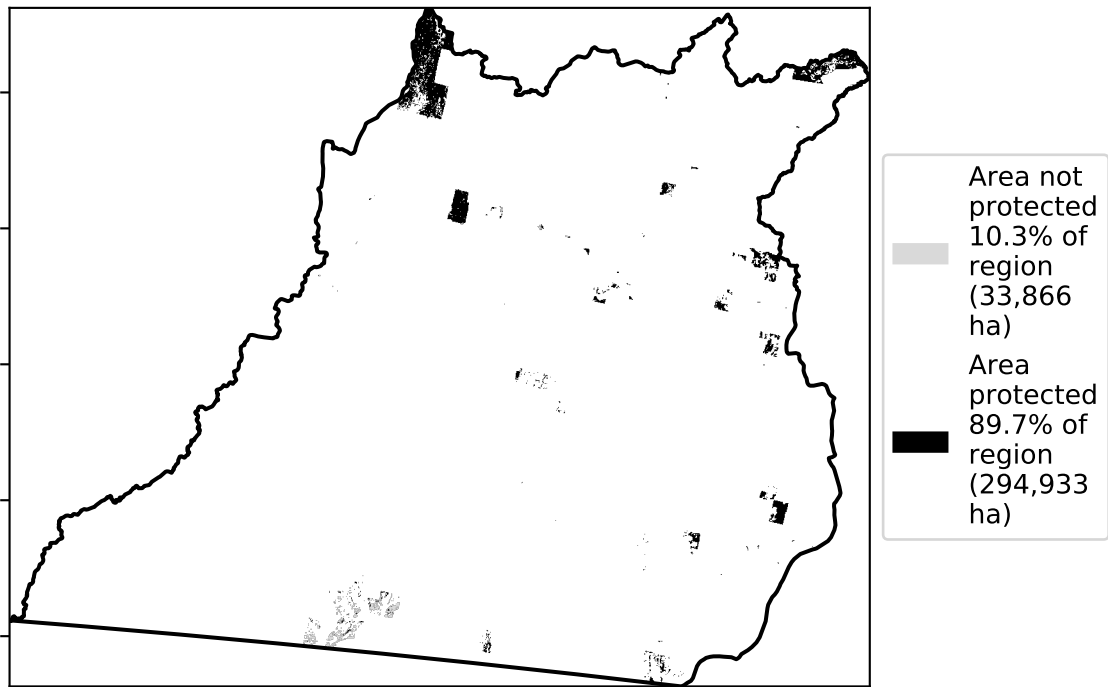 Area not
protected
10.3% of
region
(33,866
ha)
Area
protected
89.7% of
region
(294,933
ha)